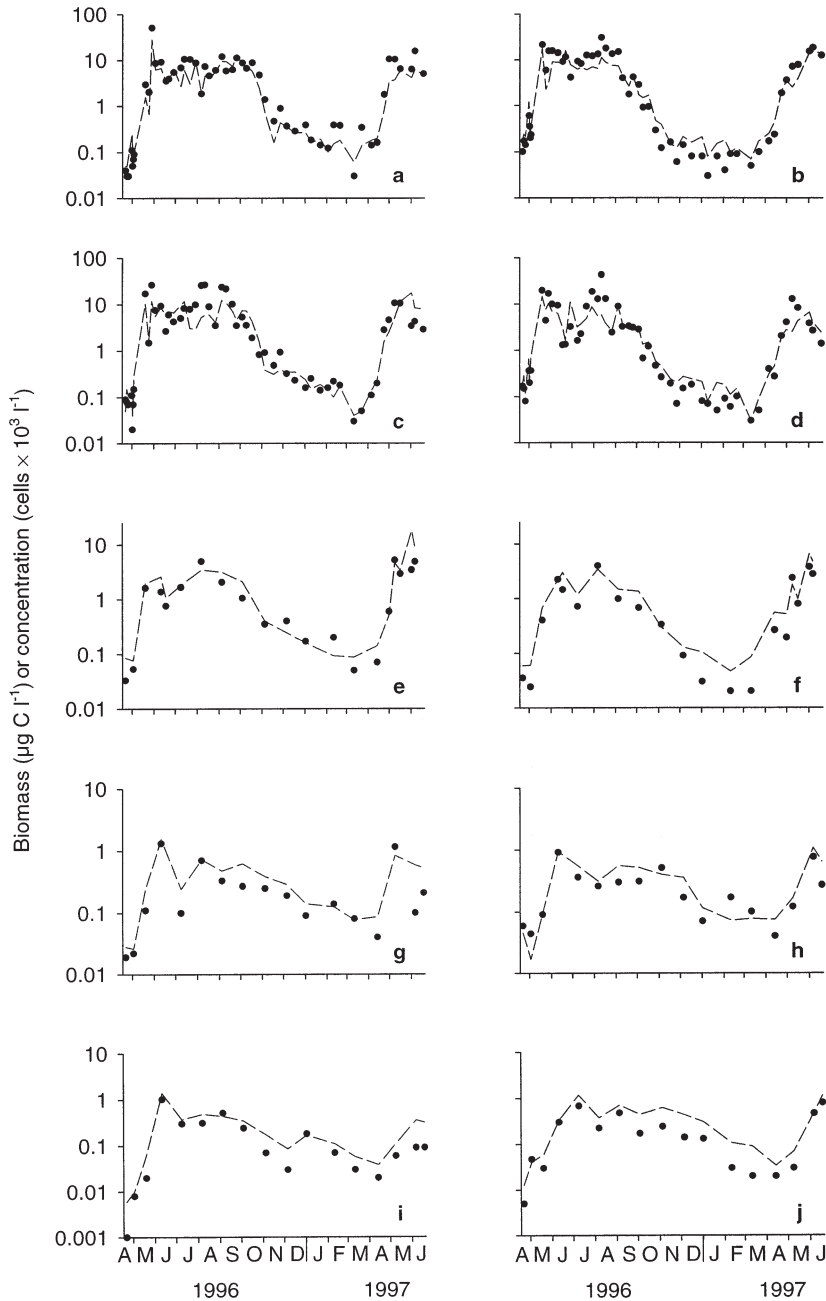 Biomass (µg C l⁻¹) or concentration (cells × 10³ l⁻¹)
100
10
1
0.1
0.01
a
b
100
10
1
0.1
0.01
c
d
10
1
0.1
0.01
e
f
10
1
0.1
0.01
g
h
10
1
0.1
0.01
0.001
i
j
A M J J A S O N D J F M A M J
A M J J A S O N D J F M A M J
1996 1997
1996 1997